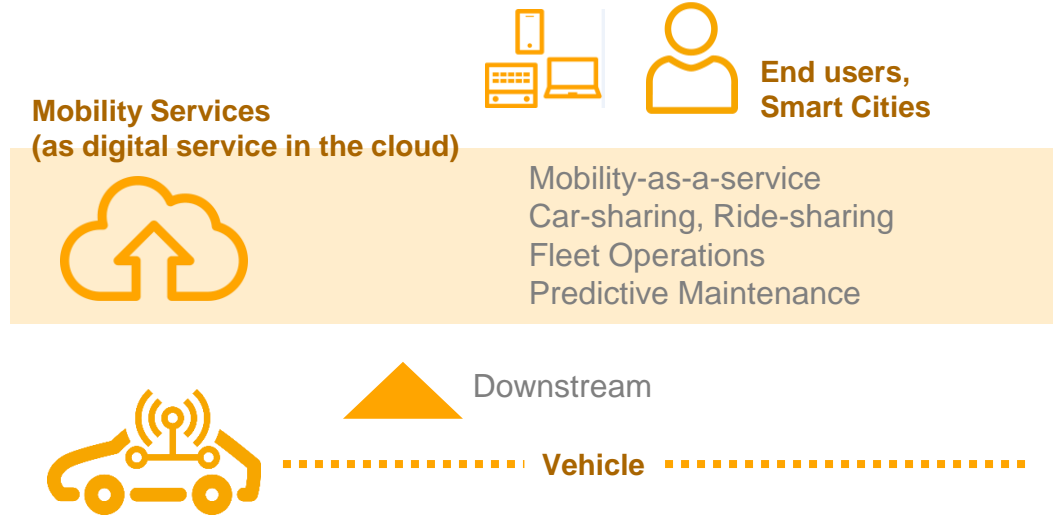 End users,
Smart Cities
Mobility Services
(as digital service in the cloud)
Mobility-as-a-service
Car-sharing, Ride-sharing
Fleet Operations
Predictive Maintenance
Downstream
Vehicle